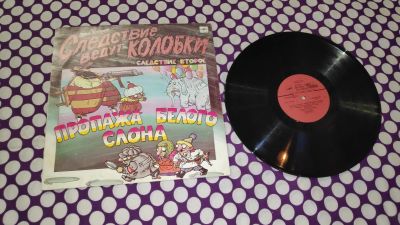 СЛЕДСТВИЕ
ВЕДУТ
КОЛОБКИ
СЛЕДСТВИЕ ВТОРОЕ
ПРОПАЖА БЕЛОГО
СЛОНА